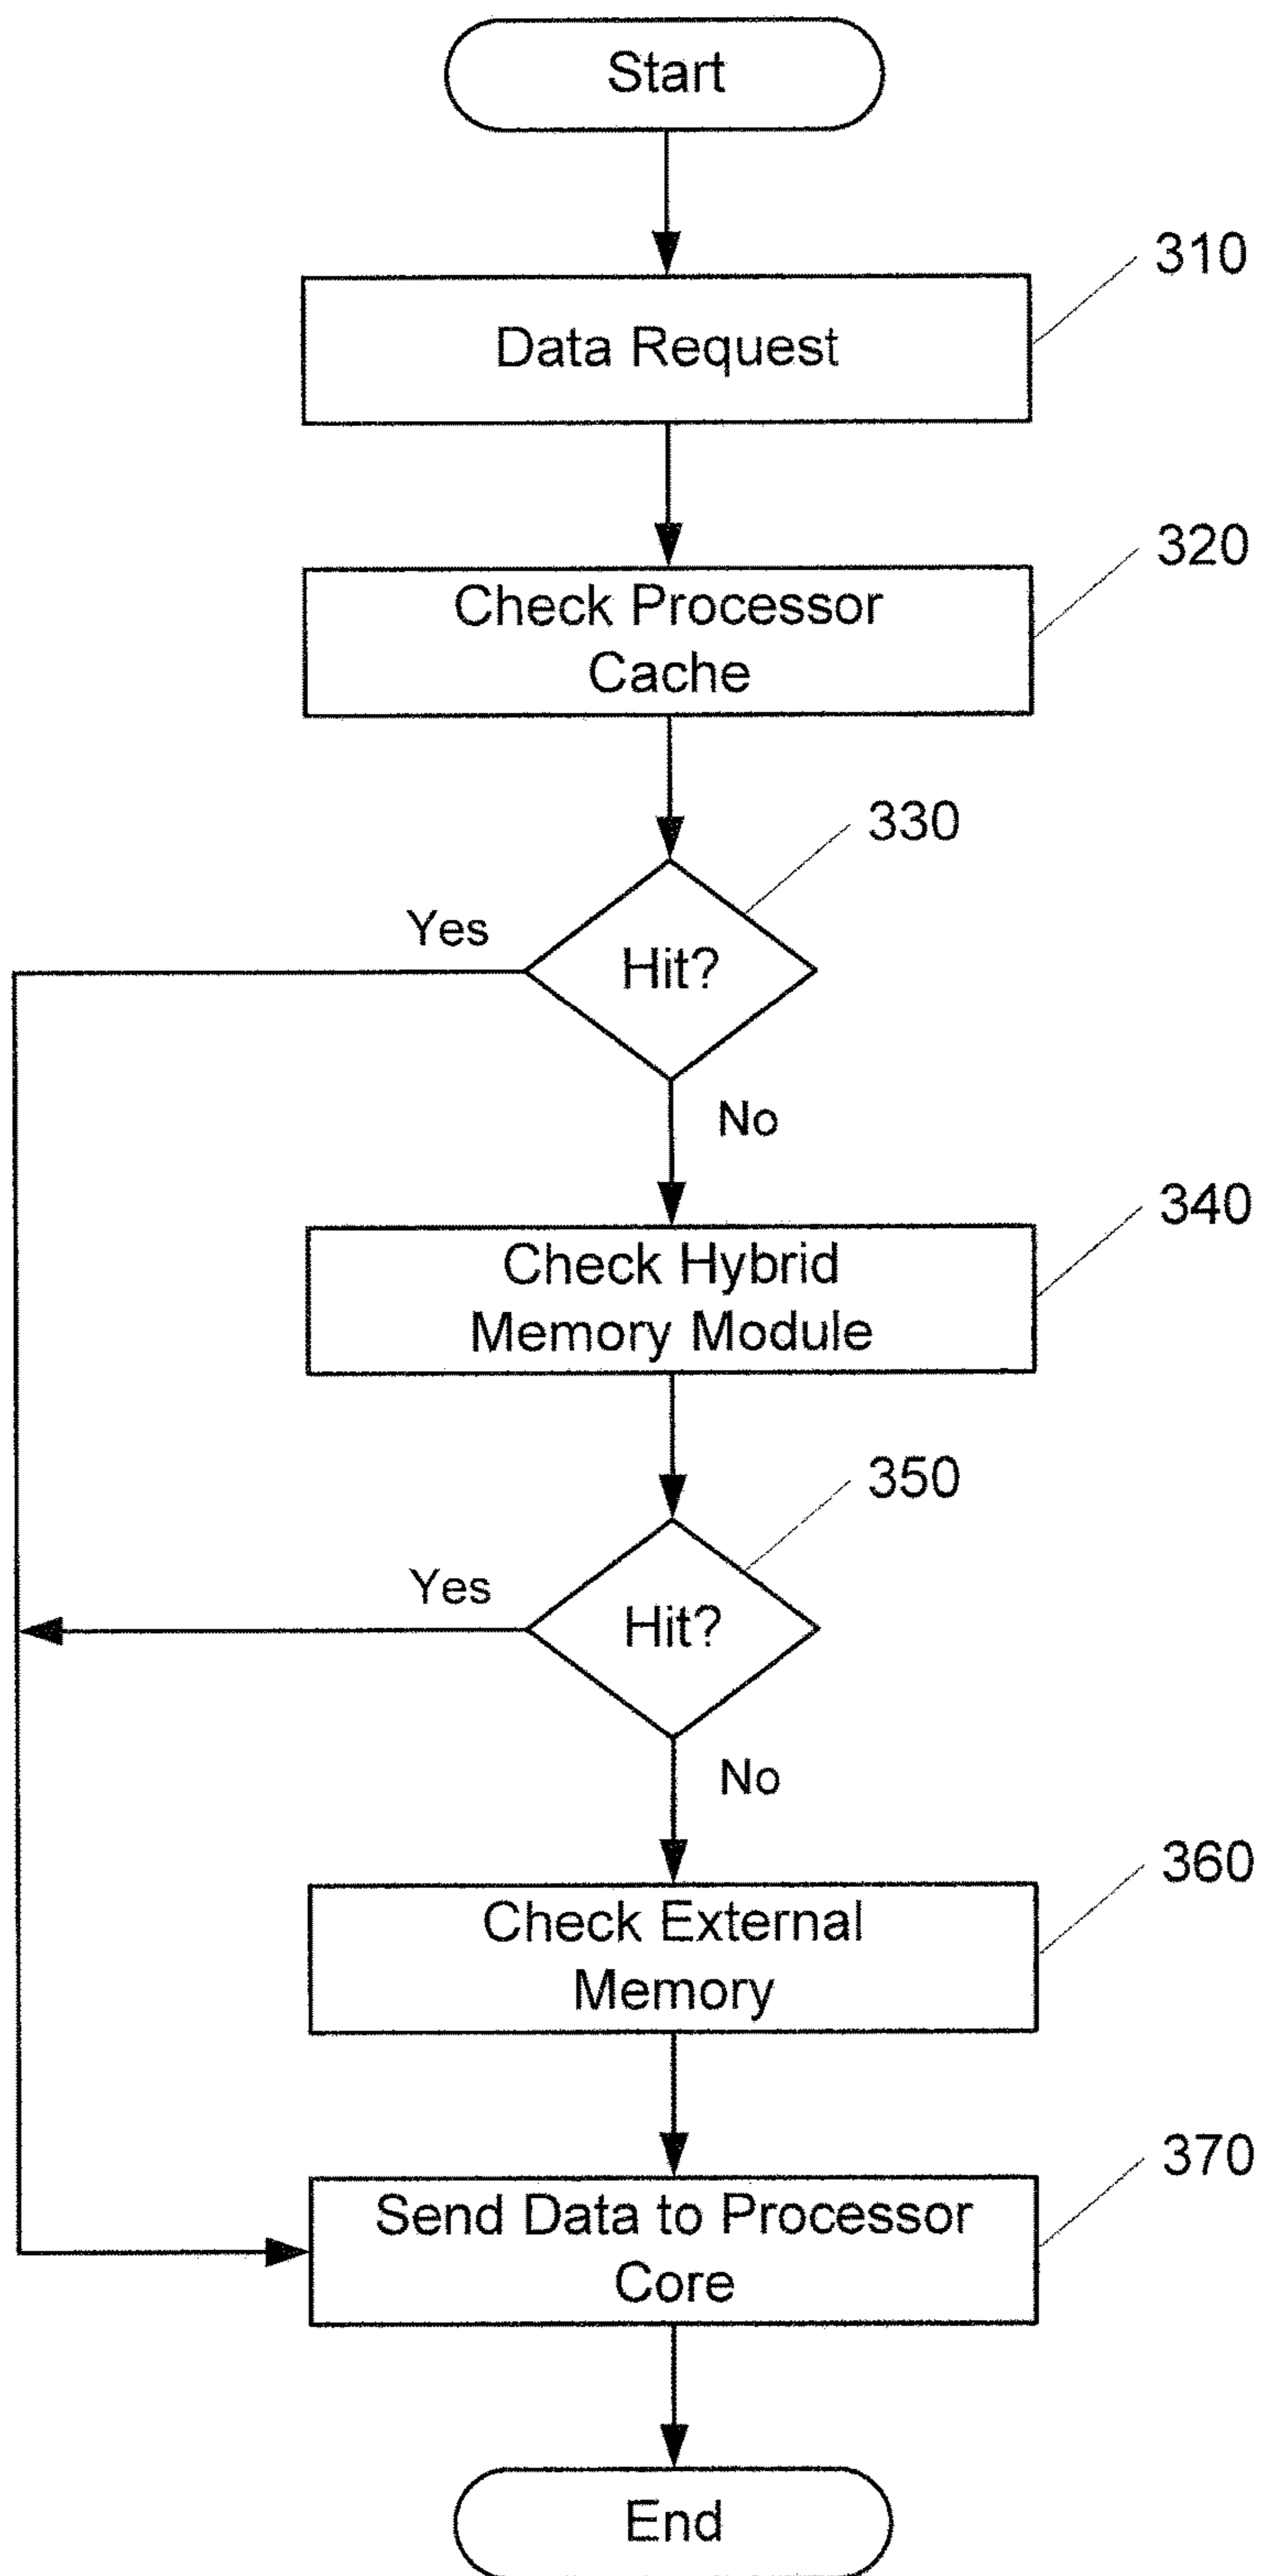 Start
310
Data Request
320
Check Processor
Cache
330
Yes
Hit?
No
340
Check Hybrid
Memory Module
350
Yes
Hit?
No
360
Check External
Memory
370
Send Data to Processor
Core
End